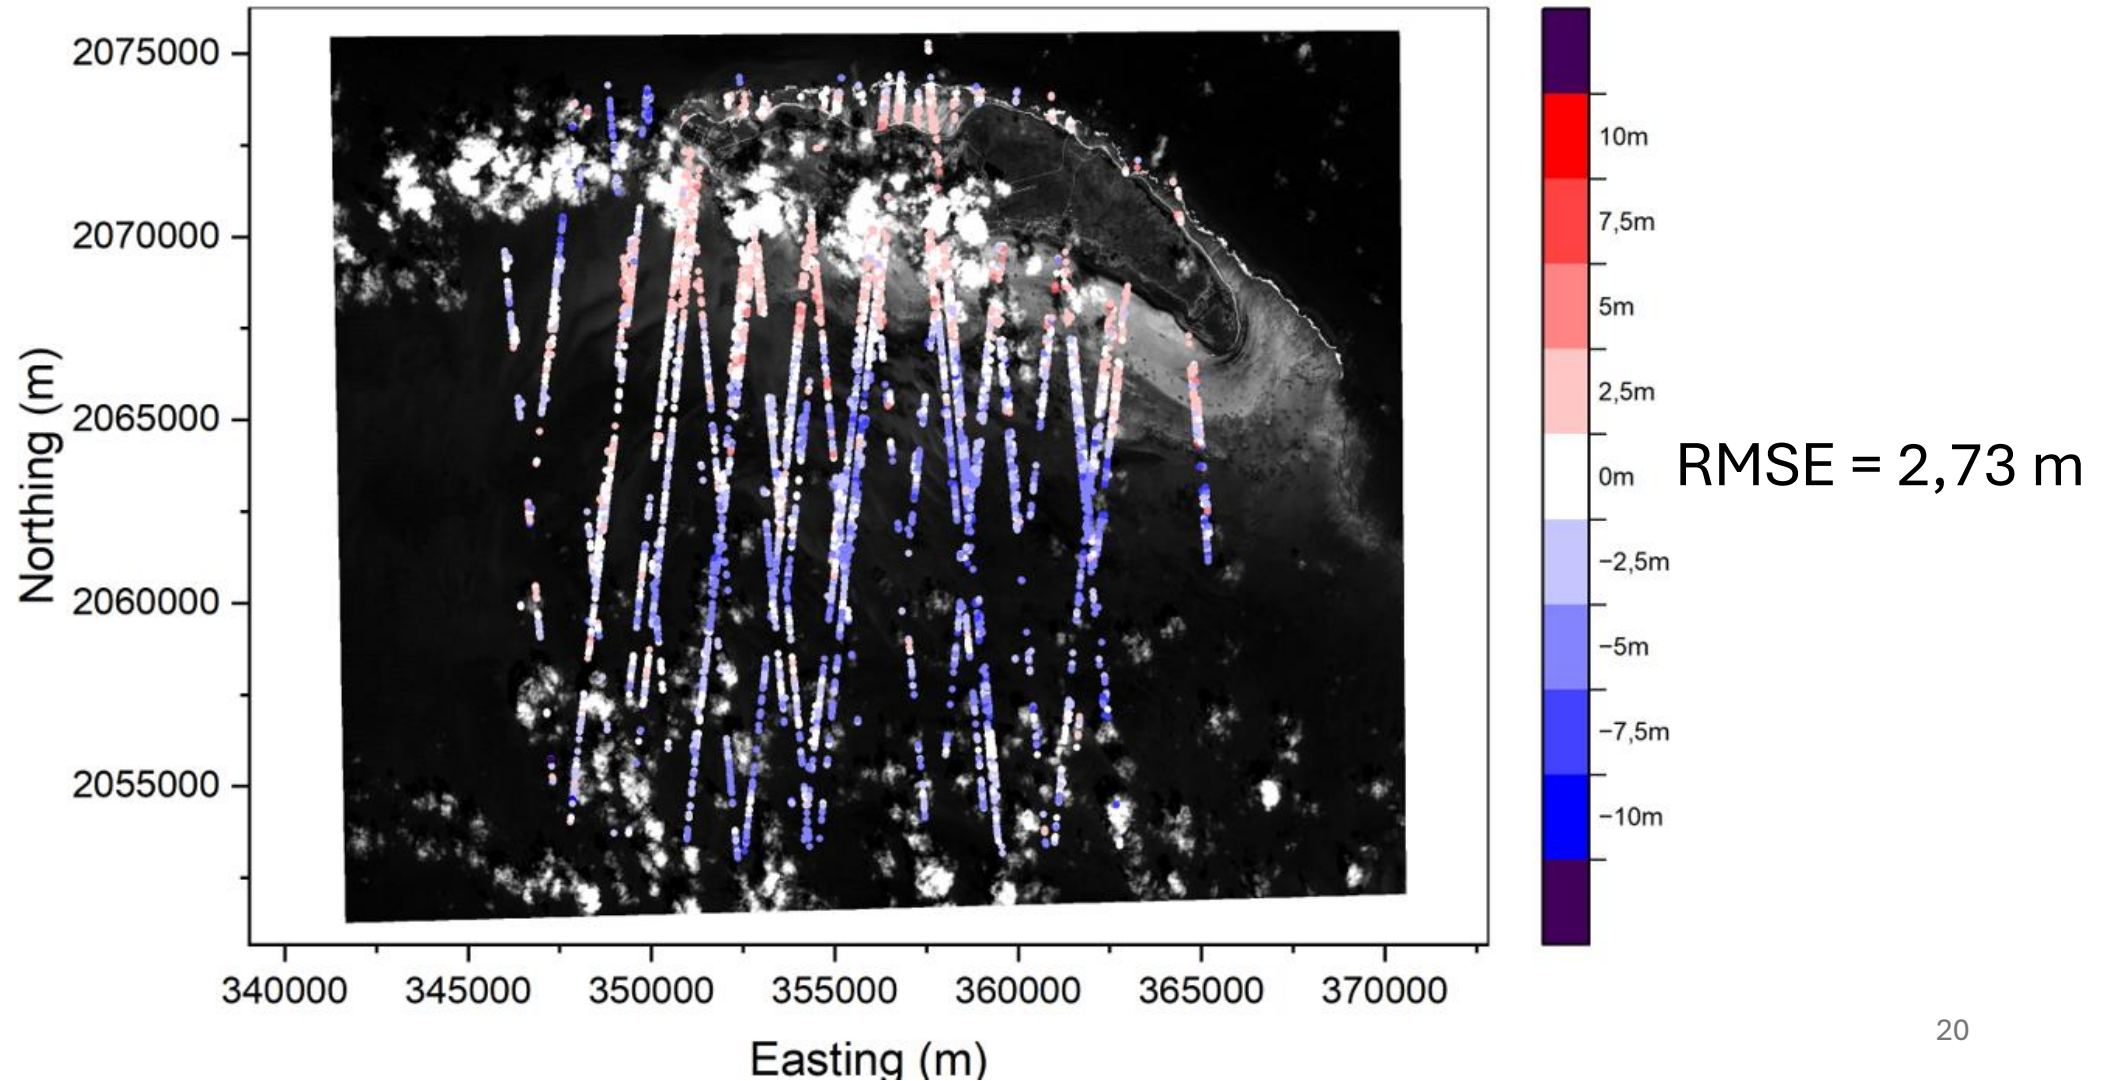 2075000
2070000
2065000
2060000
2055000
Northing (m)
340000 345000 350000 355000 360000 365000 370000
Easting (m)
10m
7,5m
5m
2,5m
0m
−2,5m
−5m
−7,5m
−10m
RMSE = 2,73 m
20